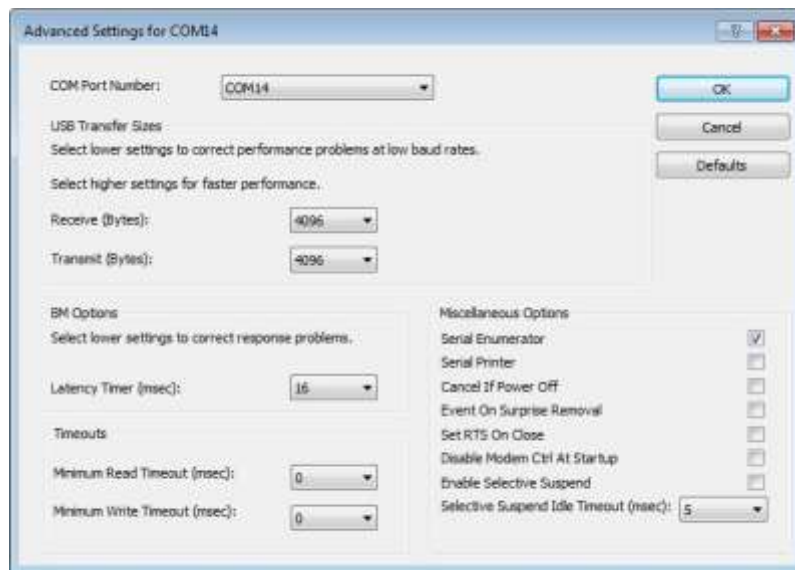 Advanced Settings for COM14
COM Port Number: COM14
OK
USB Transfer Sizes
Cancel
Select lower settings to correct performance problems at low baud rates.
Defaults
Select higher settings for faster performance.
Receive (Bytes): 4096
Transmit (Bytes): 4096
BM Options
Select lower settings to correct response problems.
Latency Timer (msec): 16
Timeouts
Minimum Read Timeout (msec): 0
Minimum Write Timeout (msec): 0
Miscellaneous Options
Serial Enumerator
Serial Printer
Cancel If Power Off
Event On Surprise Removal
Set RTS On Close
Disable Modem Ctrl At Startup
Enable Selective Suspend
Selective Suspend Idle Timeout (msec): 5